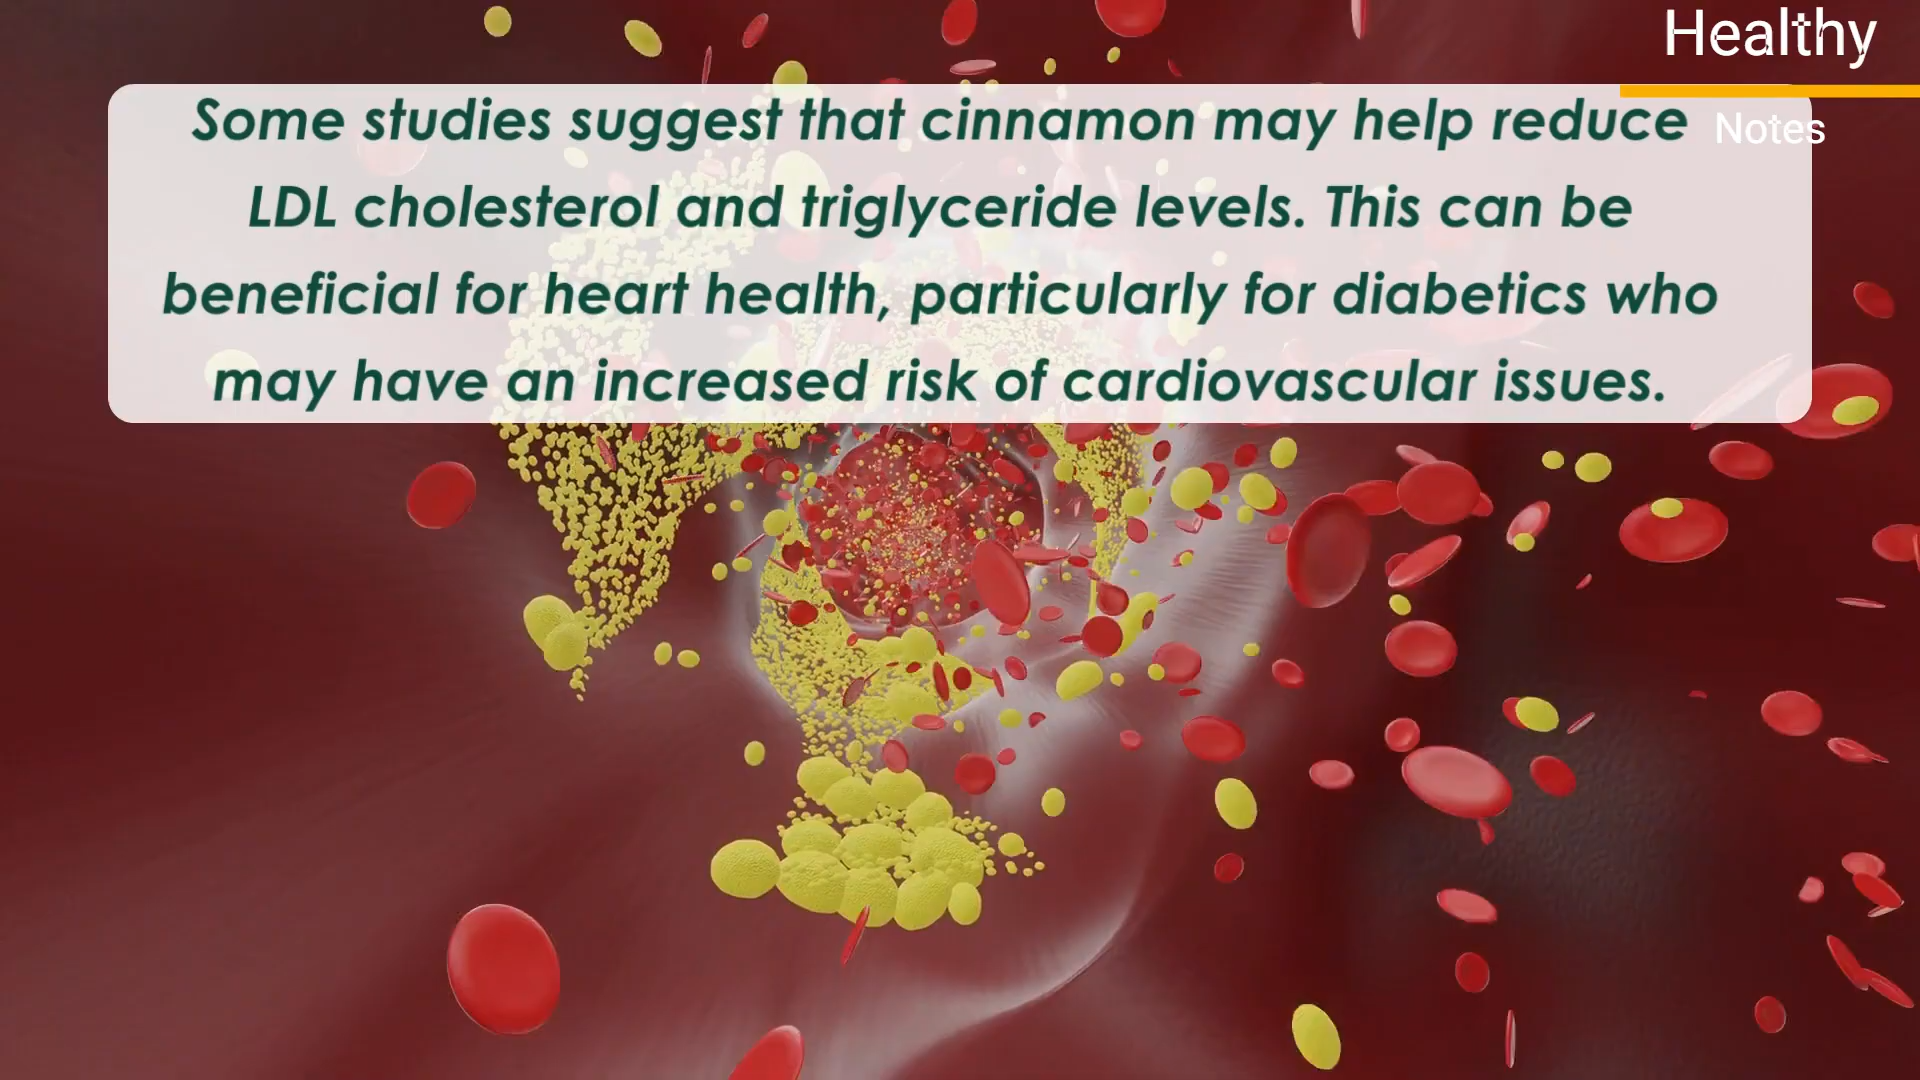 Healthy
Notes
Some studies suggest that cinnamon may help reduce
LDL cholesterol and triglyceride levels. This can be
beneficial for heart health, particularly for diabetics who
may have an increased risk of cardiovascular issues.